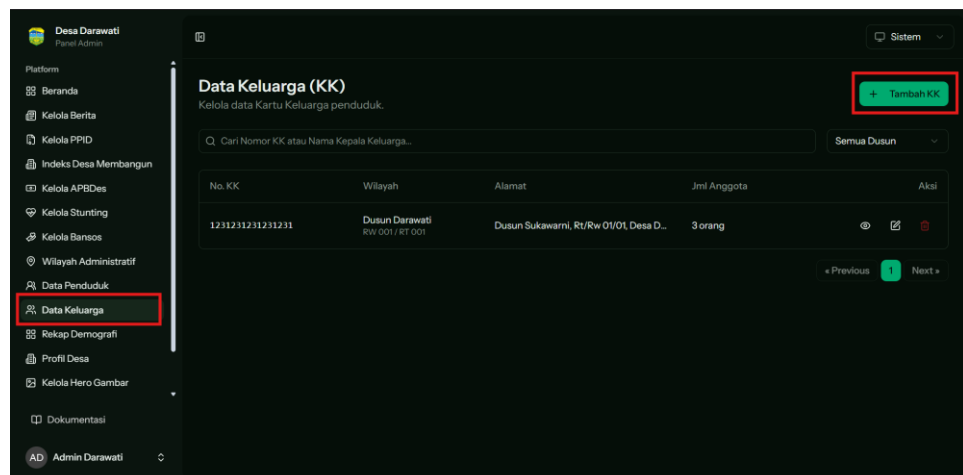 Desa Darawati
Panel Admin
Sistem
Platform
Beranda
Kelola Berita
Kelola PPID
Indeks Desa Membangun
Kelola APBDes
Kelola Stunting
Kelola Bansos
Wilayah Administratif
Data Penduduk
Data Keluarga
Rekap Demografi
Profil Desa
Kelola Hero Gambar
Dokumentasi
AD Admin Darawati
Data Keluarga (KK)
Kelola data Kartu Keluarga penduduk.
+ Tambah KK
Cari Nomor KK atau Nama Kepala Keluarga...
Semua Dusun
No. KK Wilayah Alamat Jml Anggota Aksi
1231231231231231 Dusun Darawati Dusun Sukawarni, Rt/Rw 01/01, Desa D... 3 orang
RW 001 / RT 001
« Previous 1 Next »